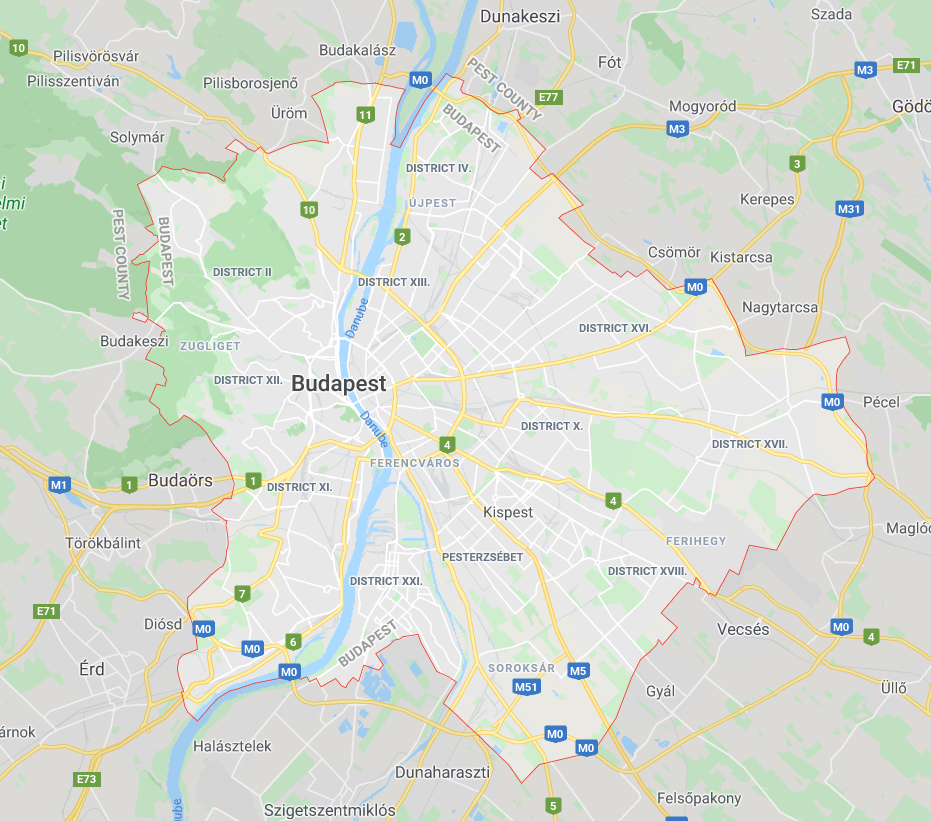 Dunakeszi
Szada
10
Pilisvörösvár
Budakalász
Fót
M3
E71
Pilisszentiván
Pilisborosjenő
M0
PEST COUNTY
E77
Gödö
Üröm
11
BUDAPEST
Mogyoród
M3
Solymár
DISTRICT IV.
3
i
elmi
et
10
ÚJPEST
Kerepes
M31
PEST COUNTY
BUDAPEST
2
Csömör
Kistarcsa
DISTRICT II
DISTRICT XIII.
M0
Danube
Nagytarcsa
DISTRICT XVI.
Budakeszi
ZUGLIGET
DISTRICT XII.
Budapest
M0
Pécel
Danube
DISTRICT X.
4
DISTRICT XVII.
FERENCVÁROS
M1
1
Budaörs
1
DISTRICT XI.
4
Kispest
Maglóc
Törökbálint
FERIHEGY
PESTERZSÉBET
DISTRICT XXI.
DISTRICT XVIII.
7
E71
Diósd
M0
Vecsés
M0
4
M0
6
BUDAPEST
Érd
M0
SOROKSÁR
M5
M51
Gyál
Üllő
árnok
Halásztelek
M0
M0
E73
Dunaharaszti
Felsőpakony
ube
Szigetszentmiklós
5